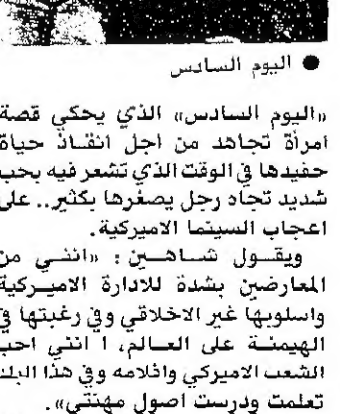 ● اليوم السادس
«اليوم السادس» الذي يحكي قصة
امرأة تجاهد من اجل انقاذ حياة
حفيدها في الوقت الذي تشعر فيه بحب
شديد تجاه رجل يصغرها بكثير.. على
اعجاب السينما الاميركية.
ويقول شاهين: «انني من
المعارضين بشدة للادارة الاميركية
واسلوبها غير الاخلاقي وفي رغبتها في
الهيمنة على العالم، ا انني احب
الشعب الاميركي وافلامه وفي هذا البلد
تعلمت ودرست اصول مهنتي».